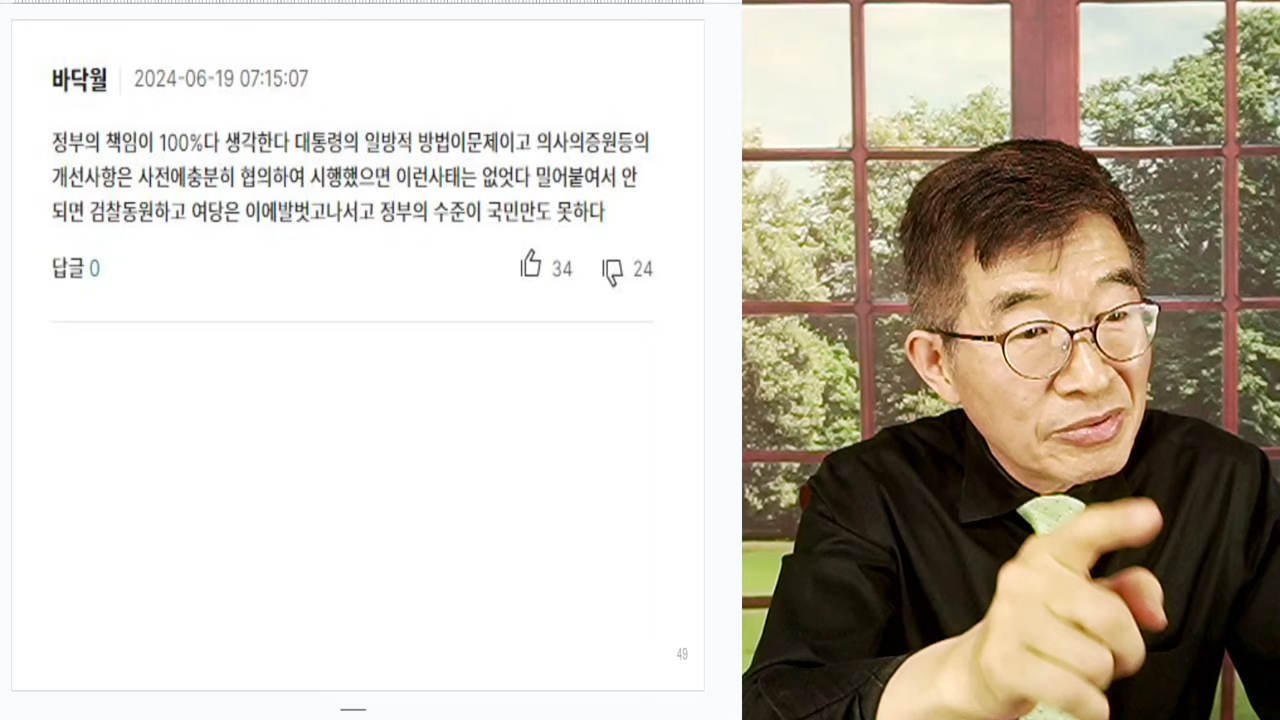 바닥월 2024-06-19 07:15:07
정부의 책임이 100%다 생각한다 대통령의 일방적 방법이문제이고 의사의증원등의
개선사항은 사전에충분히 협의하여 시행했으면 이런사태는 없엇다 밀어붙여서 안
되면 검찰동원하고 여당은 이에발벗고나서고 정부의 수준이 국민만도 못하다
답글 0 34 24
49